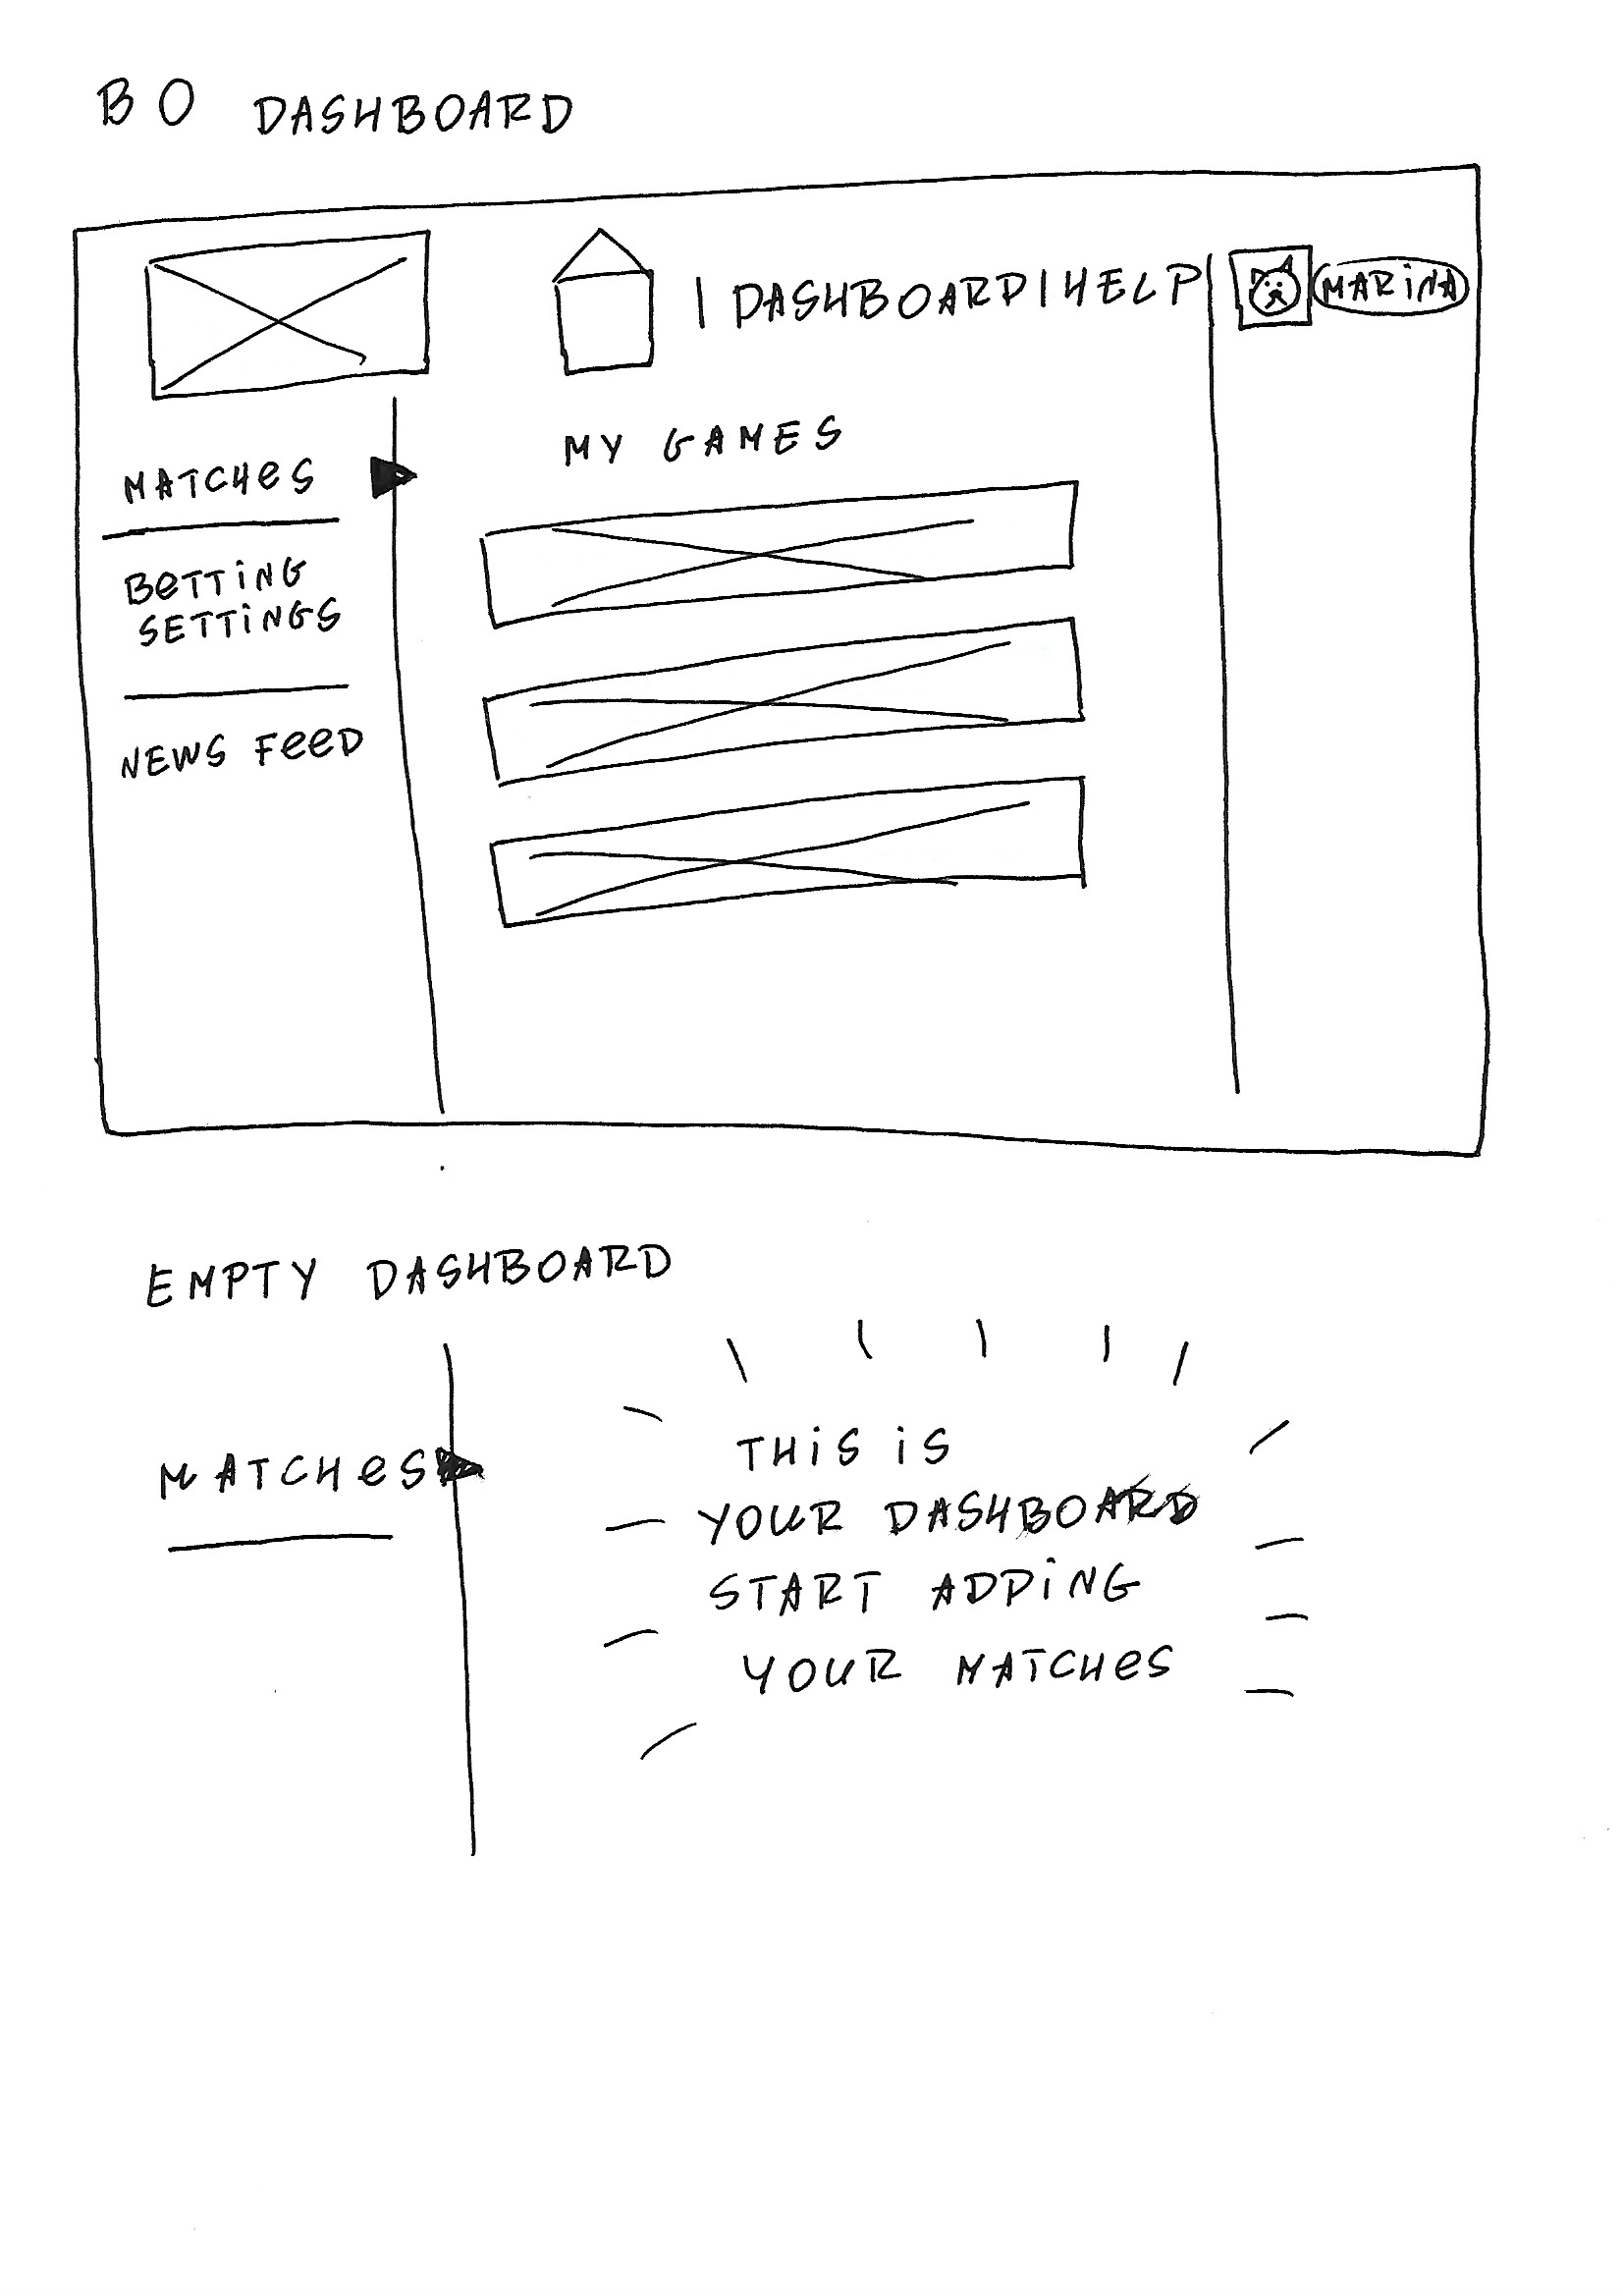 BO DASHBOARD
| DASHBOARD | HELP
MARiNA
MY GAMES
MATCHeS
BeTTiNG
SETTiNGS
NEWS FeeD
EMPTY DASHBOARD
MATCHeS
THiS iS
YOUR DASHBOARD
START ADDiNG
YOUR MATCHeS